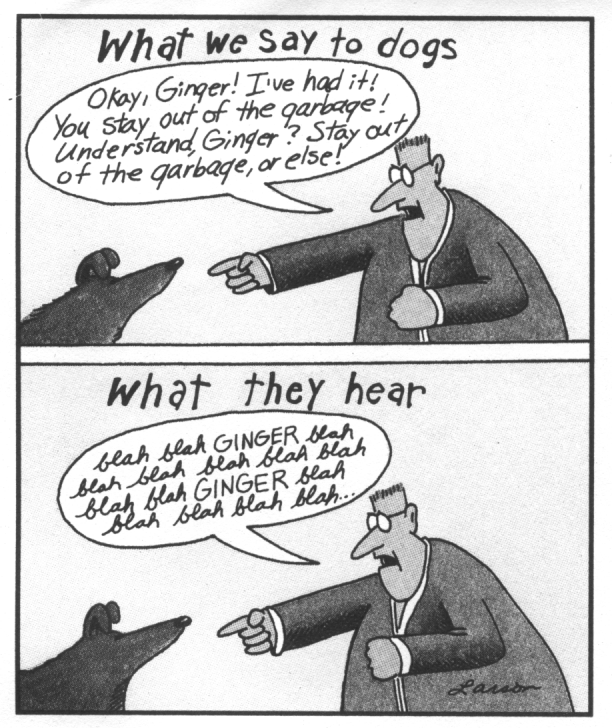 What we say to dogs
Okay, Ginger! I've had it!
You stay out of the garbage!
Understand, Ginger? Stay out
of the garbage, or else!
What they hear
blah blah GINGER blah
blah blah blah blah blah
blah blah GINGER blah
blah blah blah blah...
Larson